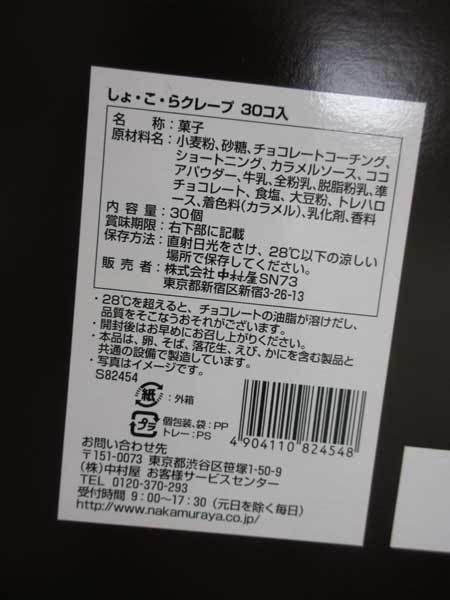 しょ・こ・らクレープ 30コ入
名　称：菓子
原材料名：小麦粉、砂糖、チョコレートコーチング、
ショートニング、カラメルソース、ココ
アパウダー、牛乳、全粉乳、脱脂粉乳、準
チョコレート、食塩、大豆粉、トレハロ
ース、着色料(カラメル)、乳化剤、香料
内 容 量：30個
賞味期限：右下部に記載
保存方法：直射日光をさけ、28℃以下の涼しい
場所で保存してください。
販 売 者：株式会社中村屋SN73
東京都新宿区新宿3-26-13
・28℃を超えると、チョコレートの油脂が溶けだし、
品質をそこなうおそれがございます。
・開封後はお早めにお召し上がりください。
・本品は、卵、そば、落花生、えび、かにを含む製品と
共通の設備で製造しています。
・写真はイメージです。
S82454
紙：外箱
プラ 個包装、袋：PP
トレー：PS
4 904110 824548
お問い合わせ先
〒151-0073 東京都渋谷区笹塚1-50-9
(株)中村屋 お客様サービスセンター
TEL 0120-370-293
受付時間 9：00〜17：30 (元日を除く毎日)
http://www.nakamuraya.co.jp/